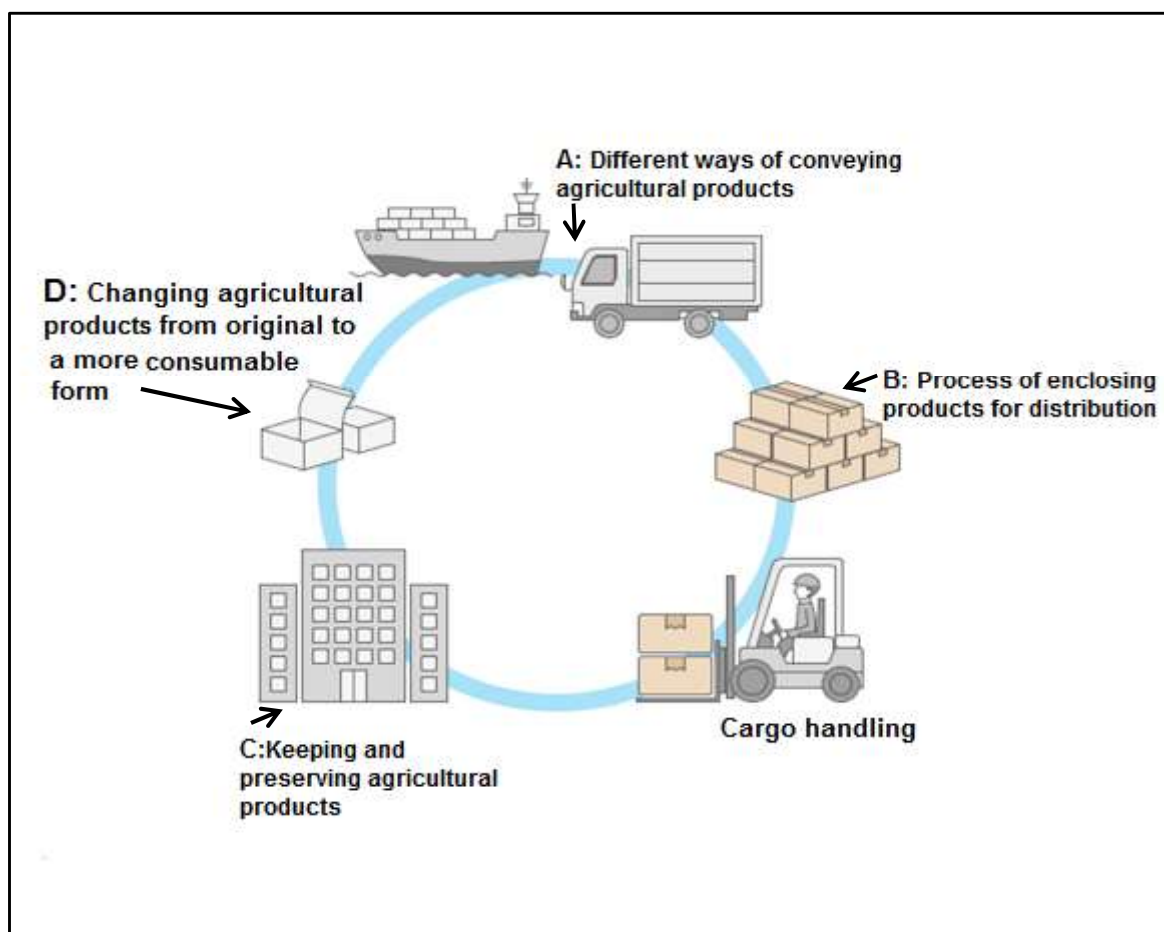 A: Different ways of conveying
agricultural products
D: Changing agricultural
products from original to
a more consumable
form
B: Process of enclosing
products for distribution
Cargo handling
C:Keeping and
preserving agricultural
products